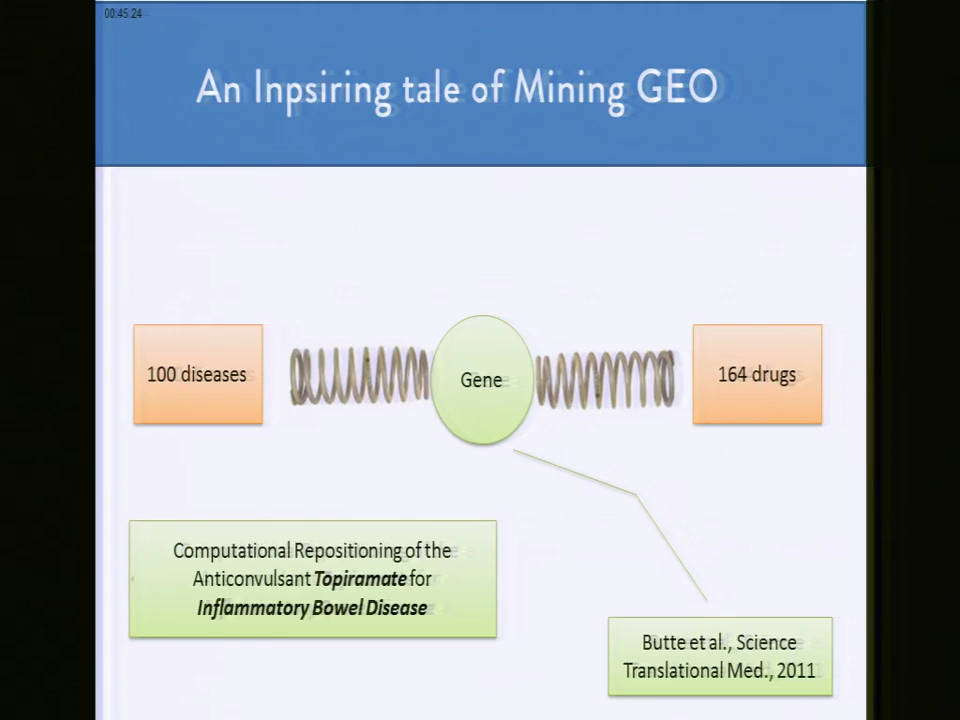 00:45:24
An Inpsiring tale of Mining GEO
100 diseases
Gene
164 drugs
Computational Repositioning of the
Anticonvulsant Topiramate for
Inflammatory Bowel Disease
Butte et al., Science
Translational Med., 2011